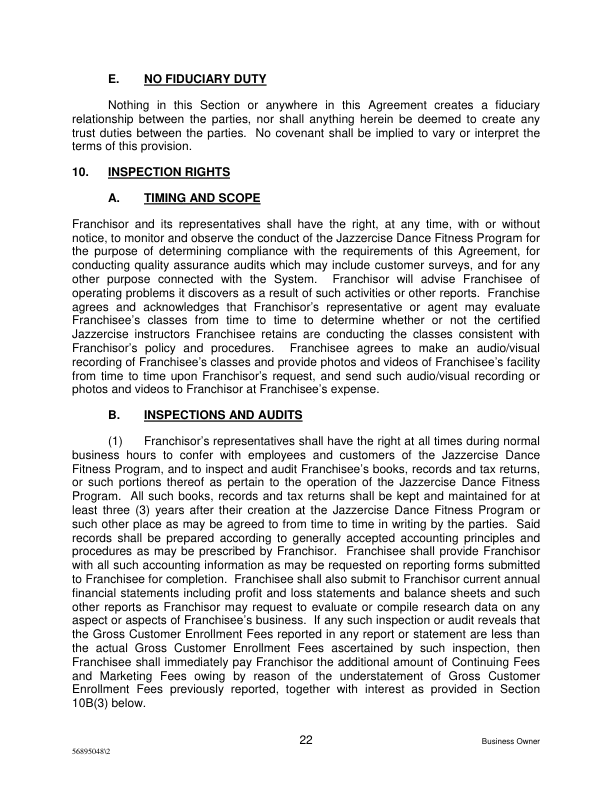 E. NO FIDUCIARY DUTY
Nothing in this Section or anywhere in this Agreement creates a fiduciary
relationship between the parties, nor shall anything herein be deemed to create any
trust duties between the parties. No covenant shall be implied to vary or interpret the
terms of this provision.
10. INSPECTION RIGHTS
A. TIMING AND SCOPE
Franchisor and its representatives shall have the right, at any time, with or without
notice, to monitor and observe the conduct of the Jazzercise Dance Fitness Program for
the purpose of determining compliance with the requirements of this Agreement, for
conducting quality assurance audits which may include customer surveys, and for any
other purpose connected with the System. Franchisor will advise Franchisee of
operating problems it discovers as a result of such activities or other reports. Franchise
agrees and acknowledges that Franchisor's representative or agent may evaluate
Franchisee's classes from time to time to determine whether or not the certified
Jazzercise instructors Franchisee retains are conducting the classes consistent with
Franchisor's policy and procedures. Franchisee agrees to make an audio/visual
recording of Franchisee's classes and provide photos and videos of Franchisee's facility
from time to time upon Franchisor's request, and send such audio/visual recording or
photos and videos to Franchisor at Franchisee's expense.
B. INSPECTIONS AND AUDITS
(1) Franchisor's representatives shall have the right at all times during normal
business hours to confer with employees and customers of the Jazzercise Dance
Fitness Program, and to inspect and audit Franchisee's books, records and tax returns,
or such portions thereof as pertain to the operation of the Jazzercise Dance Fitness
Program. All such books, records and tax returns shall be kept and maintained for at
least three (3) years after their creation at the Jazzercise Dance Fitness Program or
such other place as may be agreed to from time to time in writing by the parties. Said
records shall be prepared according to generally accepted accounting principles and
procedures as may be prescribed by Franchisor. Franchisee shall provide Franchisor
with all such accounting information as may be requested on reporting forms submitted
to Franchisee for completion. Franchisee shall also submit to Franchisor current annual
financial statements including profit and loss statements and balance sheets and such
other reports as Franchisor may request to evaluate or compile research data on any
aspect or aspects of Franchisee's business. If any such inspection or audit reveals that
the Gross Customer Enrollment Fees reported in any report or statement are less than
the actual Gross Customer Enrollment Fees ascertained by such inspection, then
Franchisee shall immediately pay Franchisor the additional amount of Continuing Fees
and Marketing Fees owing by reason of the understatement of Gross Customer
Enrollment Fees previously reported, together with interest as provided in Section
10B(3) below.
22
Business Owner
56895048\2